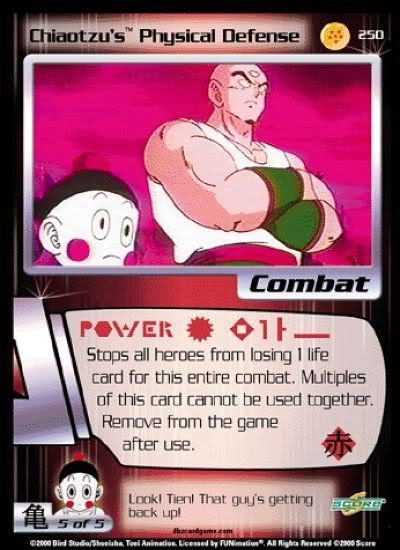 Chiaotzu's™ Physical Defense 250
Combat
POWER
Stops all heroes from losing 1 life
card for this entire combat. Multiples
of this card cannot be used together.
Remove from the game
after use.
赤
亀 5 of 5
Look! Tien! That guy's getting
back up!
SCORE
©2000 Bird Studio/Shueisha, Toei Animation. Licensed by FUNimation®. All Rights Reserved ©2000 Score
dbzcardgame.com